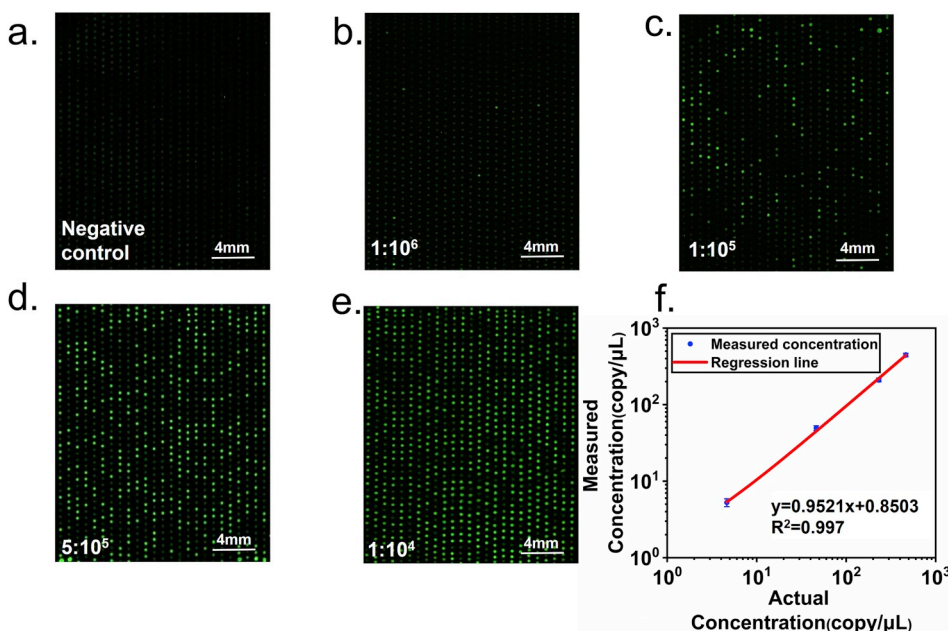 a.
Negative
control
4mm
b.
1:10⁶
4mm
c.
1:10⁵
4mm
d.
5:10⁵
4mm
e.
1:10⁴
4mm
f.
Measured
Concentration(copy/μL)
10³
10²
10¹
10⁰
Measured concentration
Regression line
y=0.9521x+0.8503
R²=0.997
10⁰
10¹
10²
10³
Actual
Concentration(copy/μL)